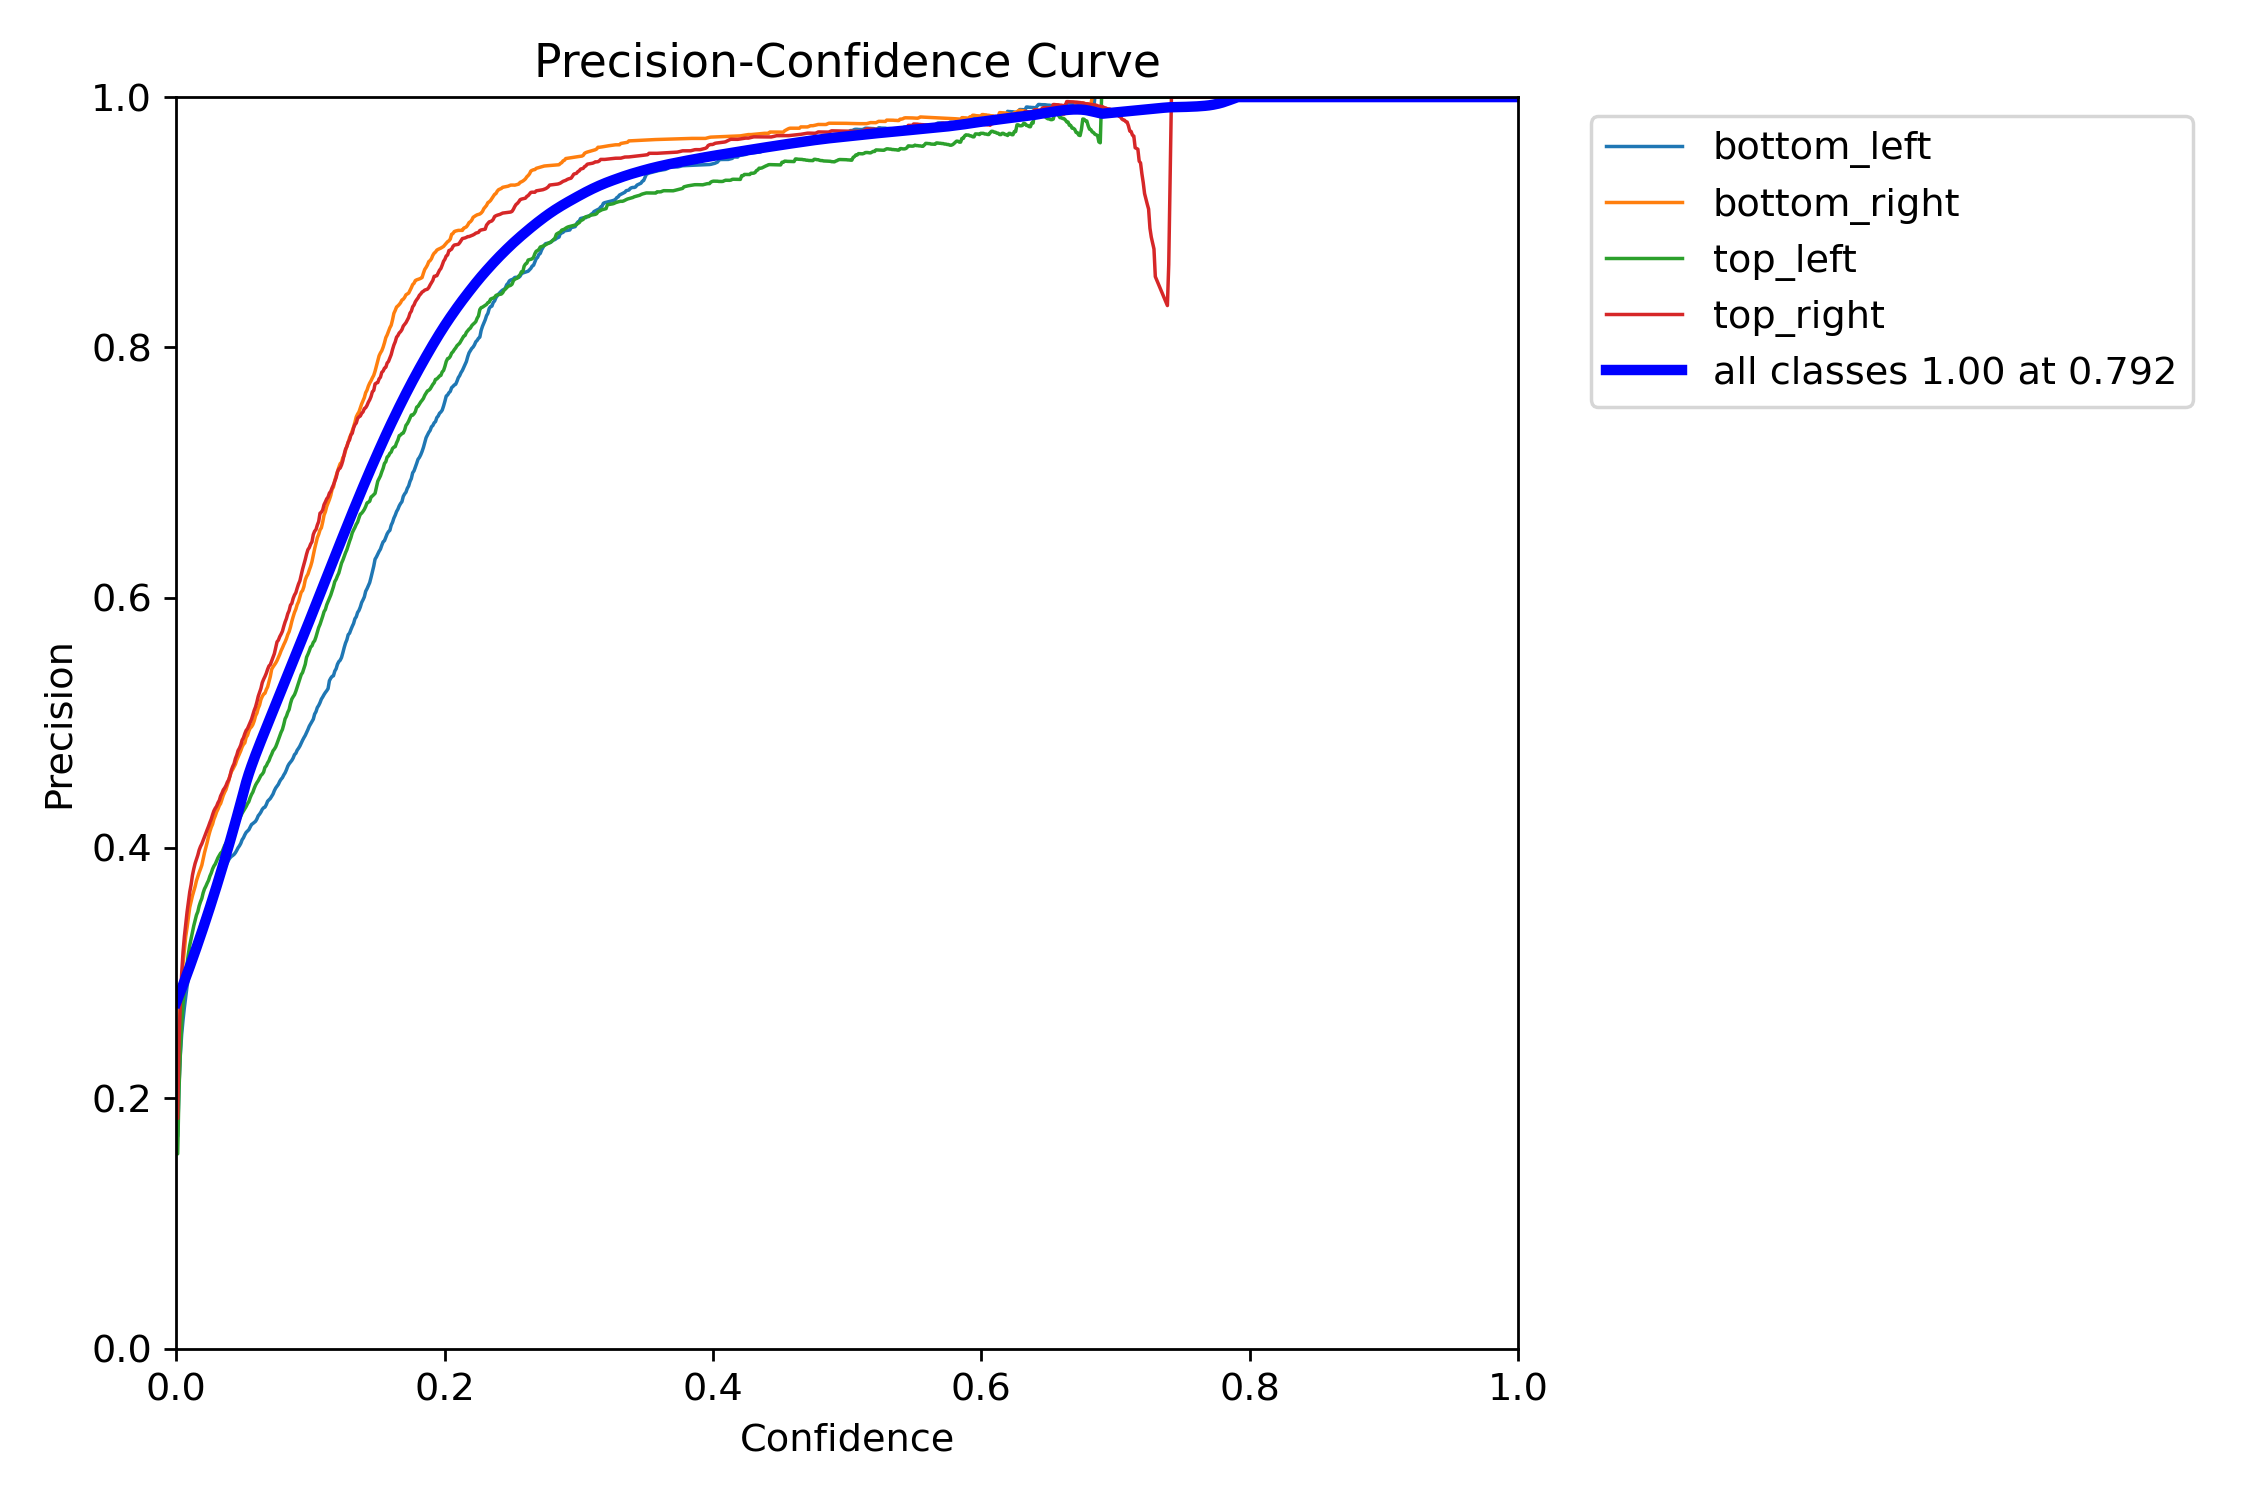 Precision-Confidence Curve
1.0
0.8
0.6
0.4
0.2
0.0
Precision
0.0 0.2 0.4 0.6 0.8 1.0
Confidence
bottom_left
bottom_right
top_left
top_right
all classes 1.00 at 0.792